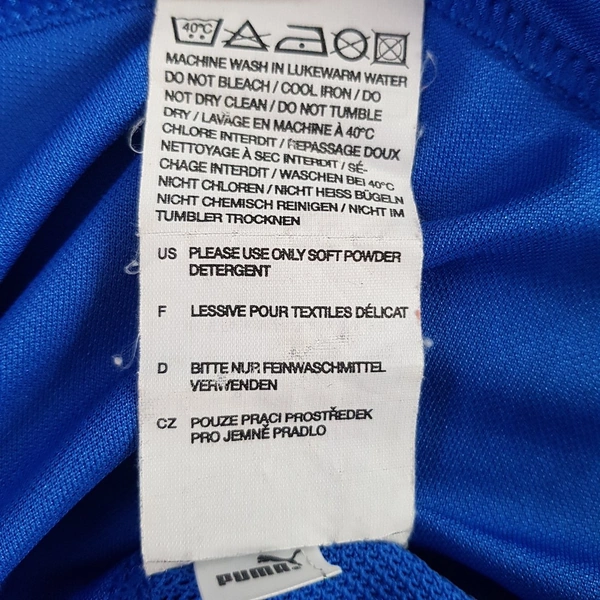 40°C
MACHINE WASH IN LUKEWARM WATER
DO NOT BLEACH / COOL IRON / DO
NOT DRY CLEAN / DO NOT TUMBLE
DRY / LAVAGE EN MACHINE À 40°C
CHLORE INTERDIT / REPASSAGE DOUX
NETTOYAGE À SEC INTERDIT / SÉ-
CHAGE INTERDIT / WASCHEN BEI 40°C
NICHT CHLOREN / NICHT HEISS BÜGELN
NICHT CHEMISCH REINIGEN / NICHT IM
TUMBLER TROCKNEN
US PLEASE USE ONLY SOFT POWDER
DETERGENT
F LESSIVE POUR TEXTILES DÉLICAT
D BITTE NUR FEINWASCHMITTEL
VERWENDEN
CZ POUZE PRACI PROSTŘEDEK
PRO JEMNÉ PRADLO
PUMA